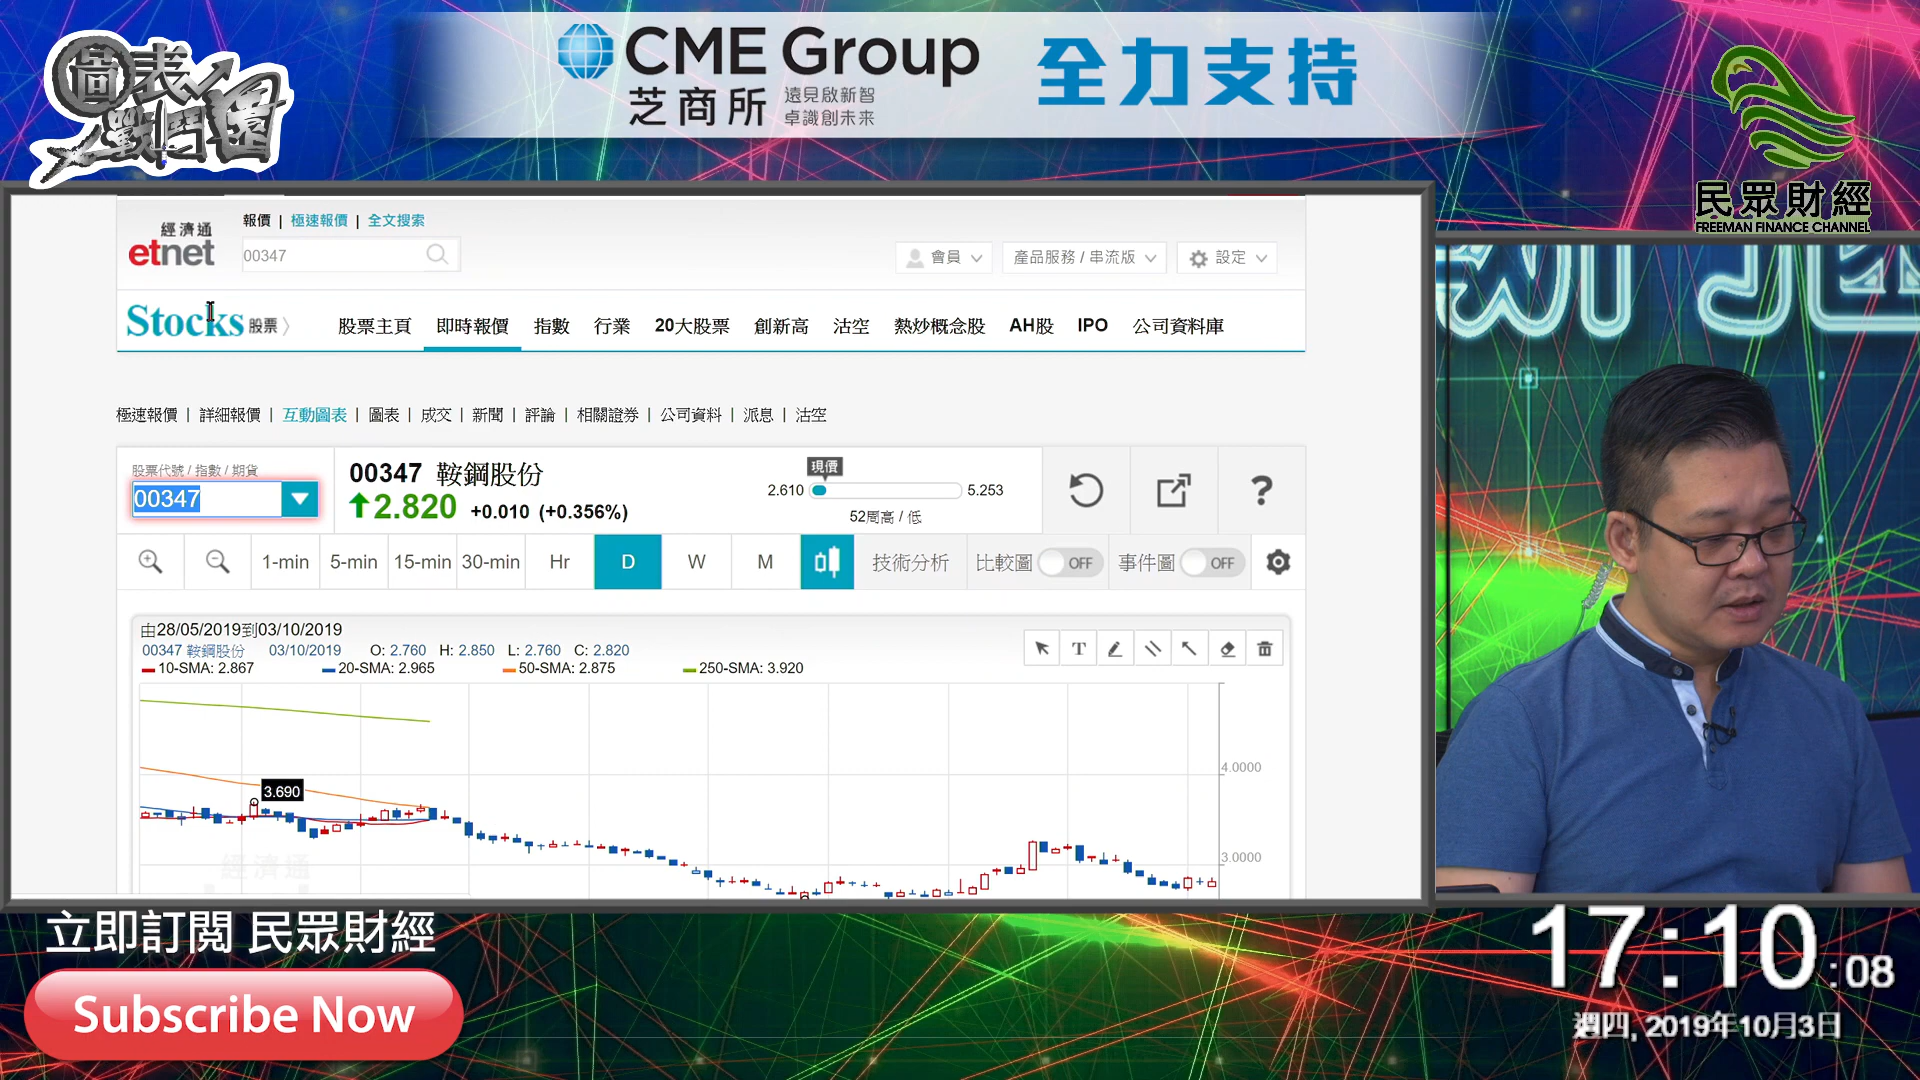 圖表戰鬥園
CME Group
芝商所
遠見啟新智
卓識創未來
全力支持
民眾財經
FREEMAN FINANCE CHANNEL
經濟通
etnet
報價 | 極速報價 | 全文搜索
00347
會員
產品服務 / 串流版
設定
Stocks 股票
股票主頁 即時報價 指數 行業 20大股票 創新高 沽空 熱炒概念股 AH股 IPO 公司資料庫
極速報價 | 詳細報價 | 互動圖表 | 圖表 | 成交 | 新聞 | 評論 | 相關證券 | 公司資料 | 派息 | 沽空
股票代號 / 指數 / 期貨
00347
00347 鞍鋼股份
2.820 +0.010 (+0.356%)
現價
2.610 5.253
52周高 / 低
?
1-min 5-min 15-min 30-min Hr D W M 技術分析 比較圖 OFF 事件圖 OFF
由28/05/2019到03/10/2019
00347 鞍鋼股份 03/10/2019 O: 2.760 H: 2.850 L: 2.760 C: 2.820
10-SMA: 2.867 20-SMA: 2.965 50-SMA: 2.875 250-SMA: 3.920
T
4.0000
3.690
3.0000
經濟通
立即訂閱 民眾財經
Subscribe Now
17:10:08
週四, 2019年10月3日